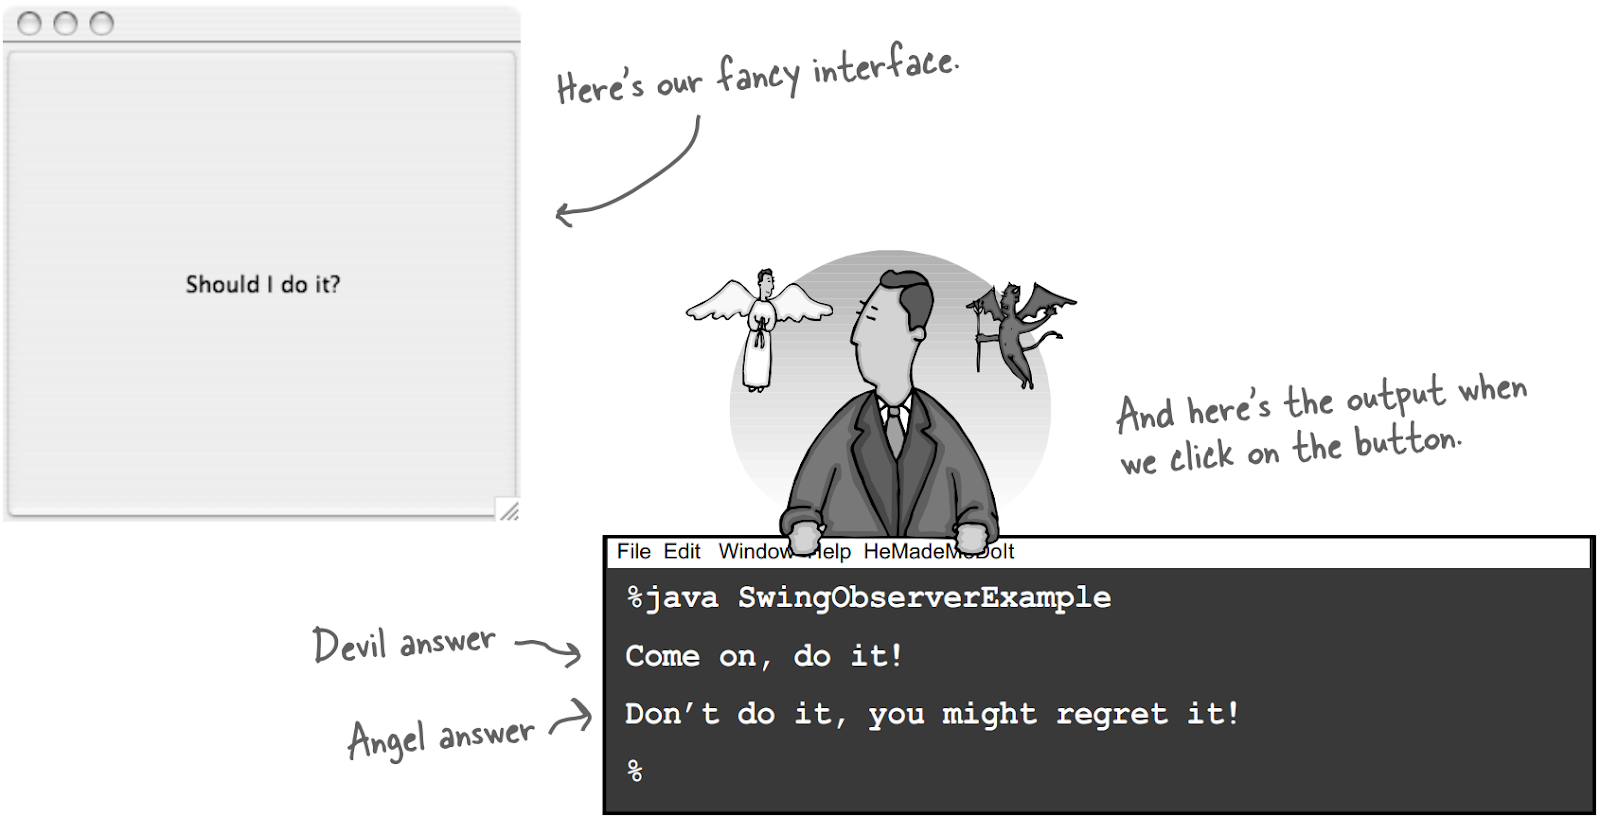 Here's our fancy interface.
Should I do it?
And here's the output when
we click on the button.
File Edit Window Help HeMadeMeDoIt
%java SwingObserverExample
Devil answer
Come on, do it!
Angel answer
Don’t do it, you might regret it!
%